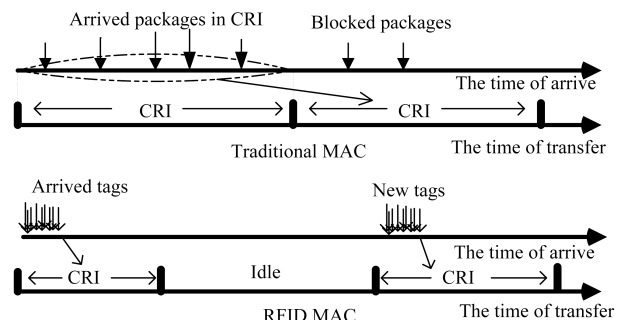 Arrived packages in CRI
Blocked packages
The time of arrive
CRI
CRI
Traditional MAC
The time of transfer
Arrived tags
New tags
The time of arrive
CRI
Idle
CRI
RFID MAC
The time of transfer